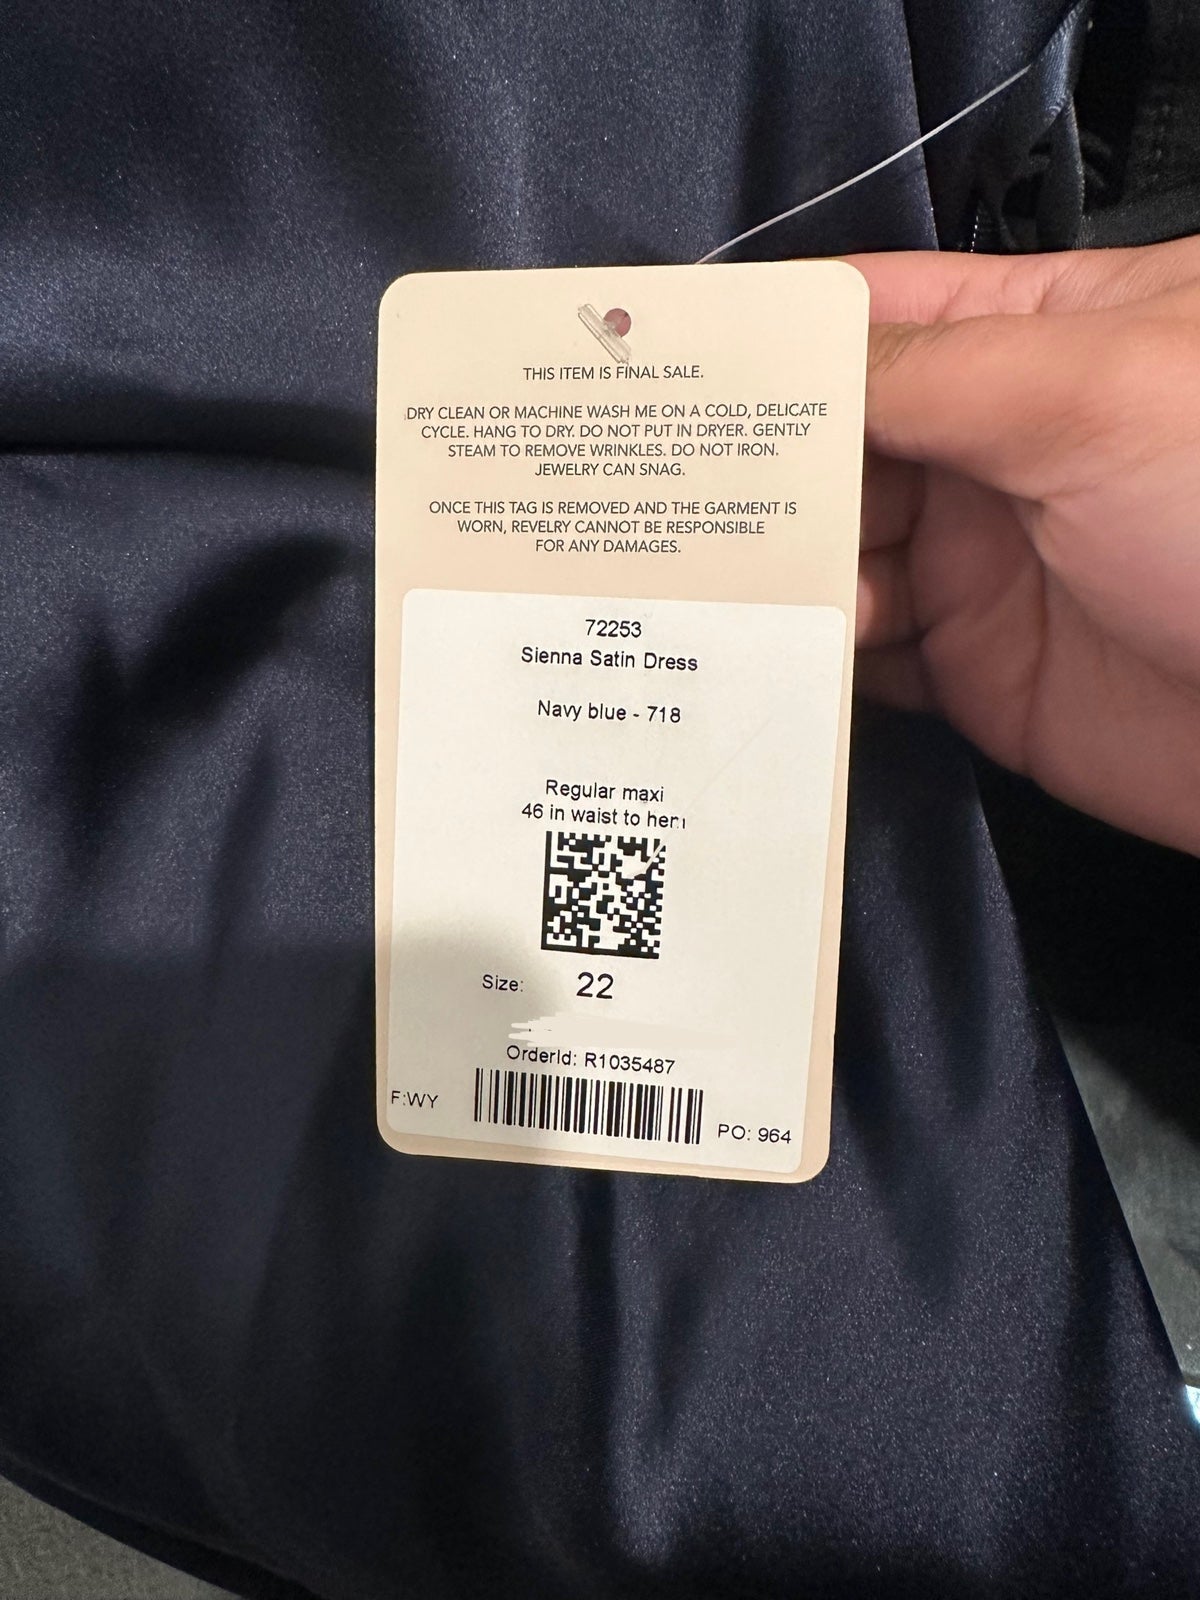 THIS ITEM IS FINAL SALE.
DRY CLEAN OR MACHINE WASH ME ON A COLD, DELICATE
CYCLE. HANG TO DRY. DO NOT PUT IN DRYER. GENTLY
STEAM TO REMOVE WRINKLES. DO NOT IRON.
JEWELRY CAN SNAG.
ONCE THIS TAG IS REMOVED AND THE GARMENT IS
WORN, REVELRY CANNOT BE RESPONSIBLE
FOR ANY DAMAGES.
72253
Sienna Satin Dress
Navy blue - 718
Regular maxi
46 in waist to hem
Size: 22
OrderId: R1035487
F:WY
PO: 964